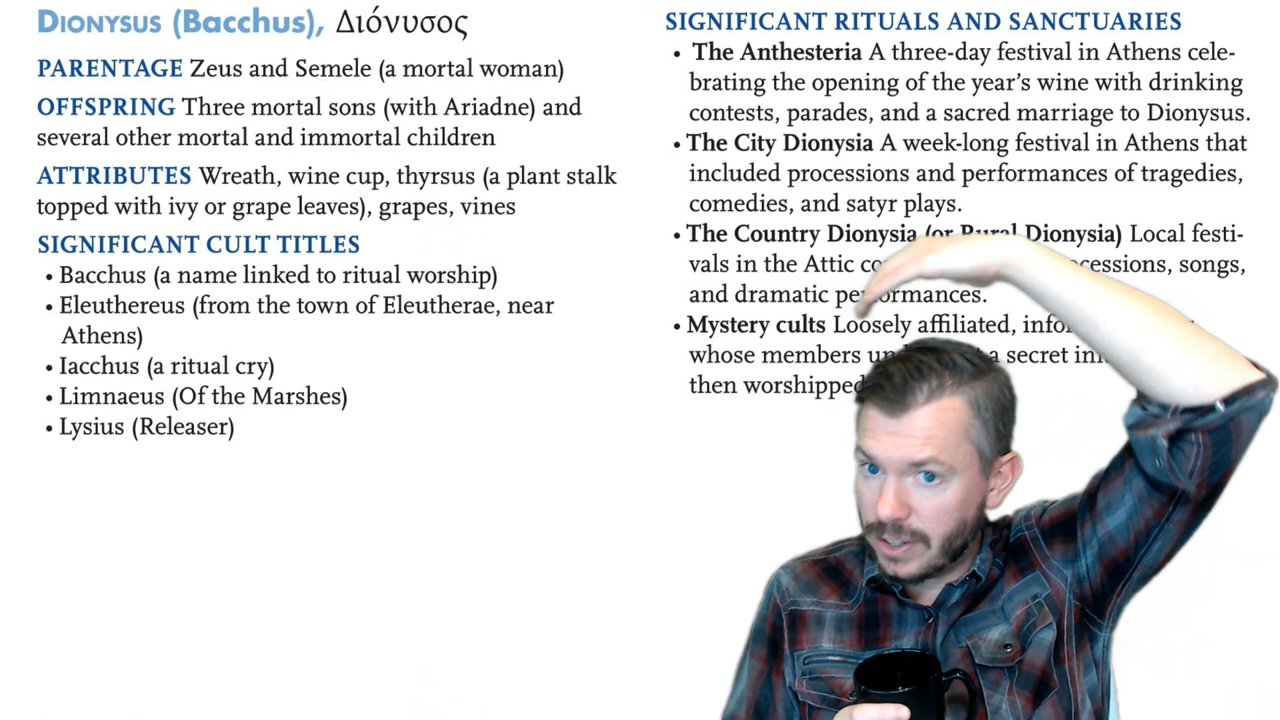 DIONYSUS (Bacchus), Διόνυσος
PARENTAGE Zeus and Semele (a mortal woman)
OFFSPRING Three mortal sons (with Ariadne) and
several other mortal and immortal children
ATTRIBUTES Wreath, wine cup, thyrsus (a plant stalk
topped with ivy or grape leaves), grapes, vines
SIGNIFICANT CULT TITLES
• Bacchus (a name linked to ritual worship)
• Eleuthereus (from the town of Eleutherae, near
Athens)
• Iacchus (a ritual cry)
• Limnaeus (Of the Marshes)
• Lysius (Releaser)
SIGNIFICANT RITUALS AND SANCTUARIES
• The Anthesteria A three-day festival in Athens cele-
brating the opening of the year's wine with drinking
contests, parades, and a sacred marriage to Dionysus.
• The City Dionysia A week-long festival in Athens that
included processions and performances of tragedies,
comedies, and satyr plays.
• The Country Dionysia (or Rural Dionysia) Local festi-
vals in the Attic songs,
and dramatic performances.
• Mystery cults Loosely affiliated,
whose members a secret
then worshipped